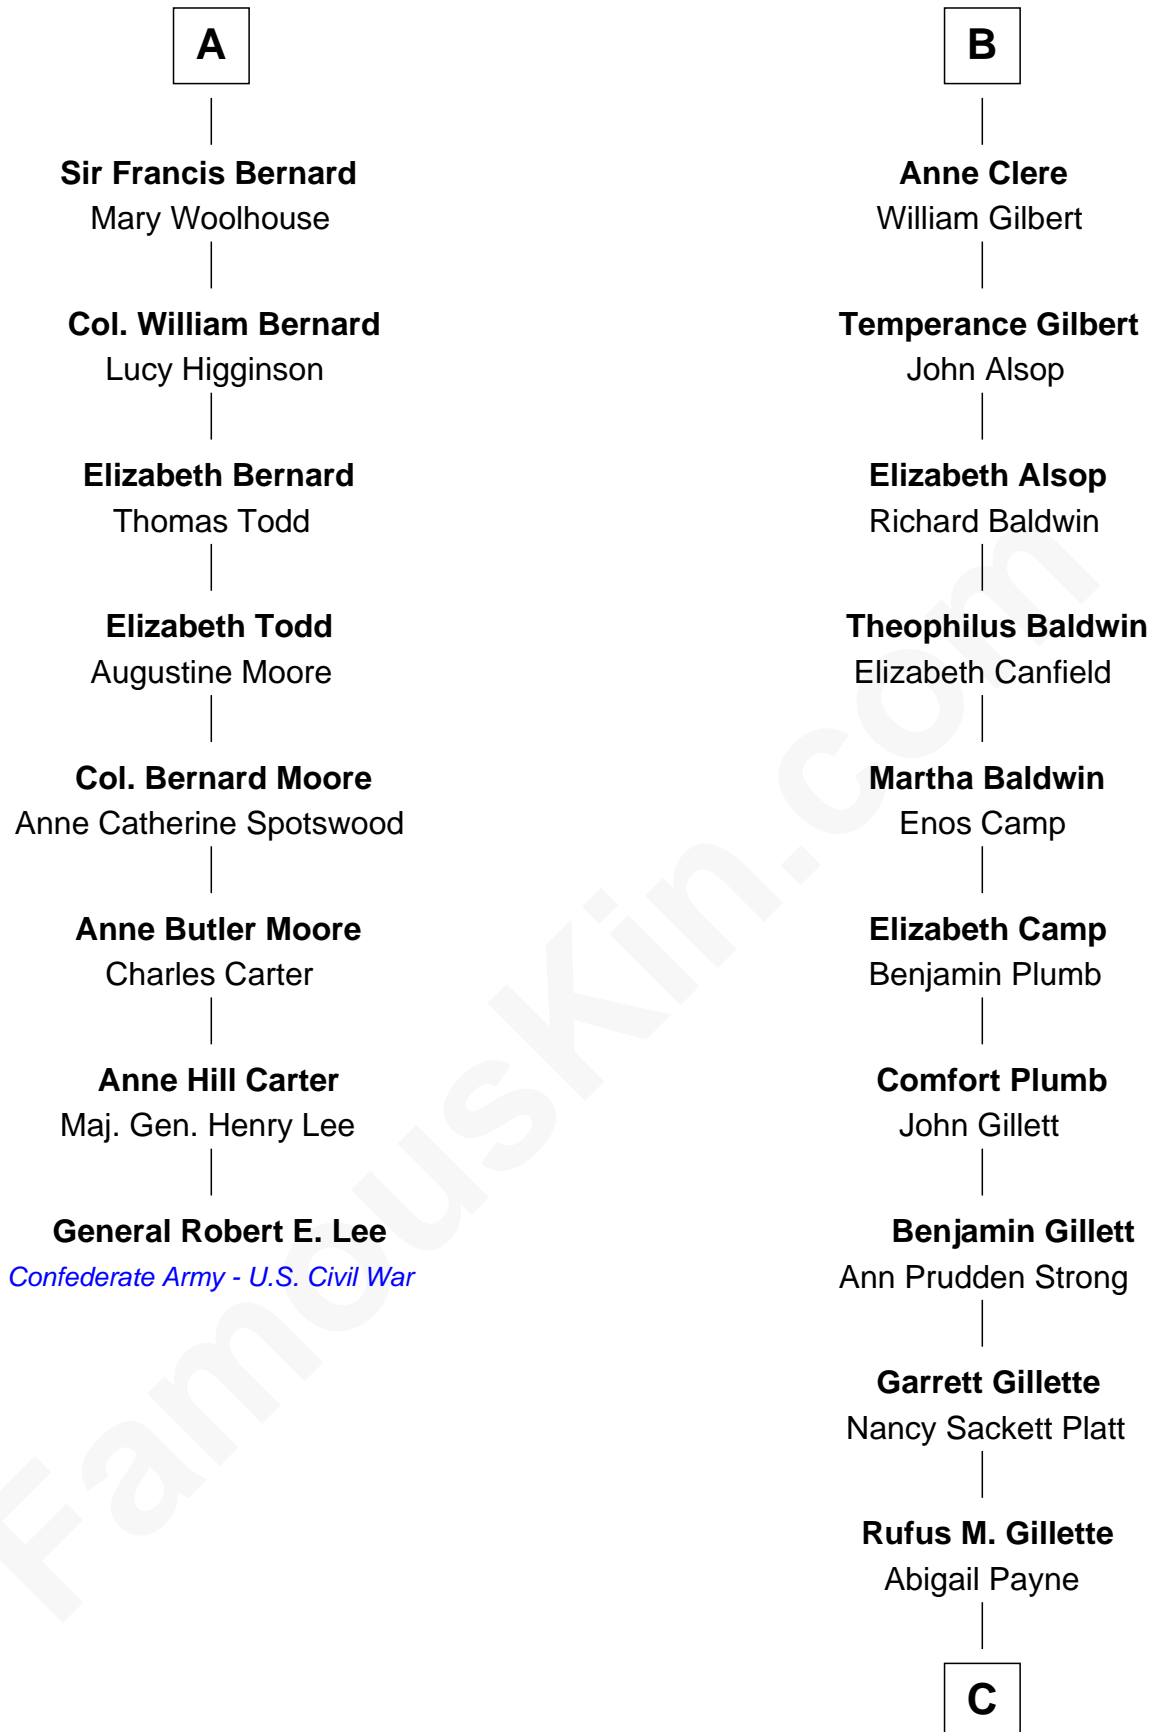 A
Sir Francis Bernard
Mary Woolhouse
Col. William Bernard
Lucy Higginson
Elizabeth Bernard
Thomas Todd
Elizabeth Todd
Augustine Moore
Col. Bernard Moore
Anne Catherine Spotswood
Anne Butler Moore
Charles Carter
Anne Hill Carter
Maj. Gen. Henry Lee
General Robert E. Lee
Confederate Army - U.S. Civil War
B
Anne Clere
William Gilbert
Temperance Gilbert
John Alsop
Elizabeth Alsop
Richard Baldwin
Theophilus Baldwin
Elizabeth Canfield
Martha Baldwin
Enos Camp
Elizabeth Camp
Benjamin Plumb
Comfort Plumb
John Gillett
Benjamin Gillett
Ann Prudden Strong
Garrett Gillette
Nancy Sackett Platt
Rufus M. Gillette
Abigail Payne
C
FamousKin.com